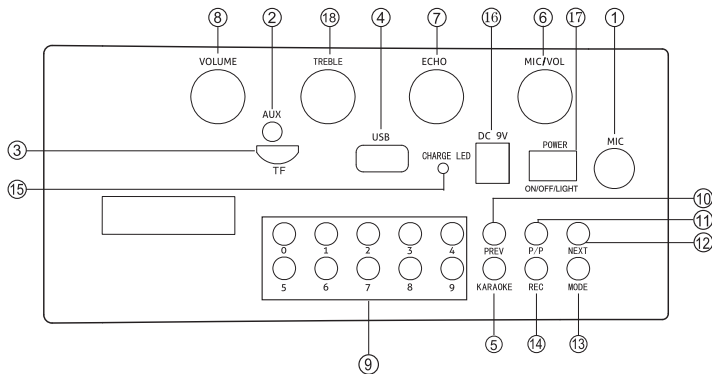 ⑧ ② ⑱ ④ ⑦ ⑯ ⑥ ⑰ ①
VOLUME TREBLE ECHO MIC/VOL
AUX
USB DC 9V POWER MIC
③ TF CHARGE LED
⑮ ON/OFF/LIGHT
⑩
⑪
0 1 2 3 4 PREV P/P NEXT ⑫
5 6 7 8 9 KARAOKE REC MODE
⑨ ⑤ ⑭ ⑬